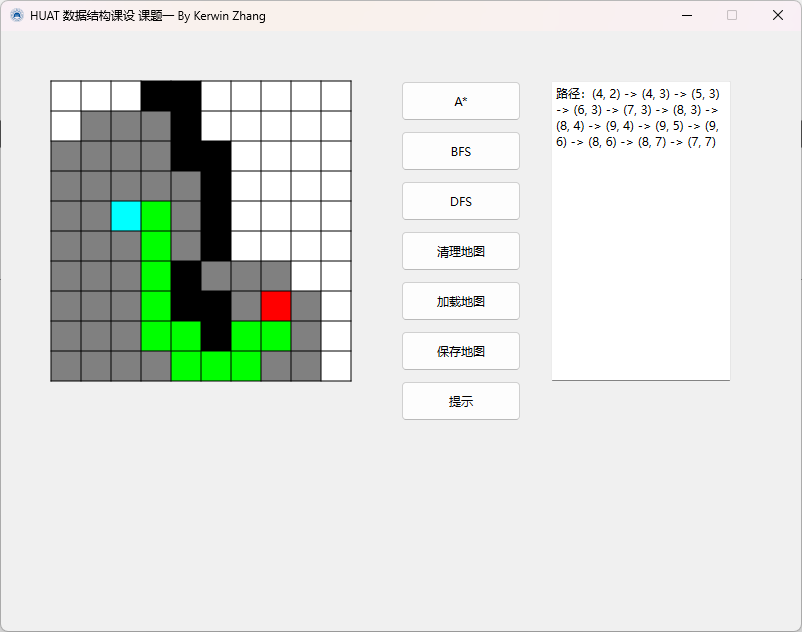 HUAT 数据结构课设 课题一 By Kerwin Zhang
A*
BFS
DFS
清理地图
加载地图
保存地图
提示
路径：(4, 2) -> (4, 3) -> (5, 3)
-> (6, 3) -> (7, 3) -> (8, 3) ->
(8, 4) -> (9, 4) -> (9, 5) -> (9,
6) -> (8, 6) -> (8, 7) -> (7, 7)